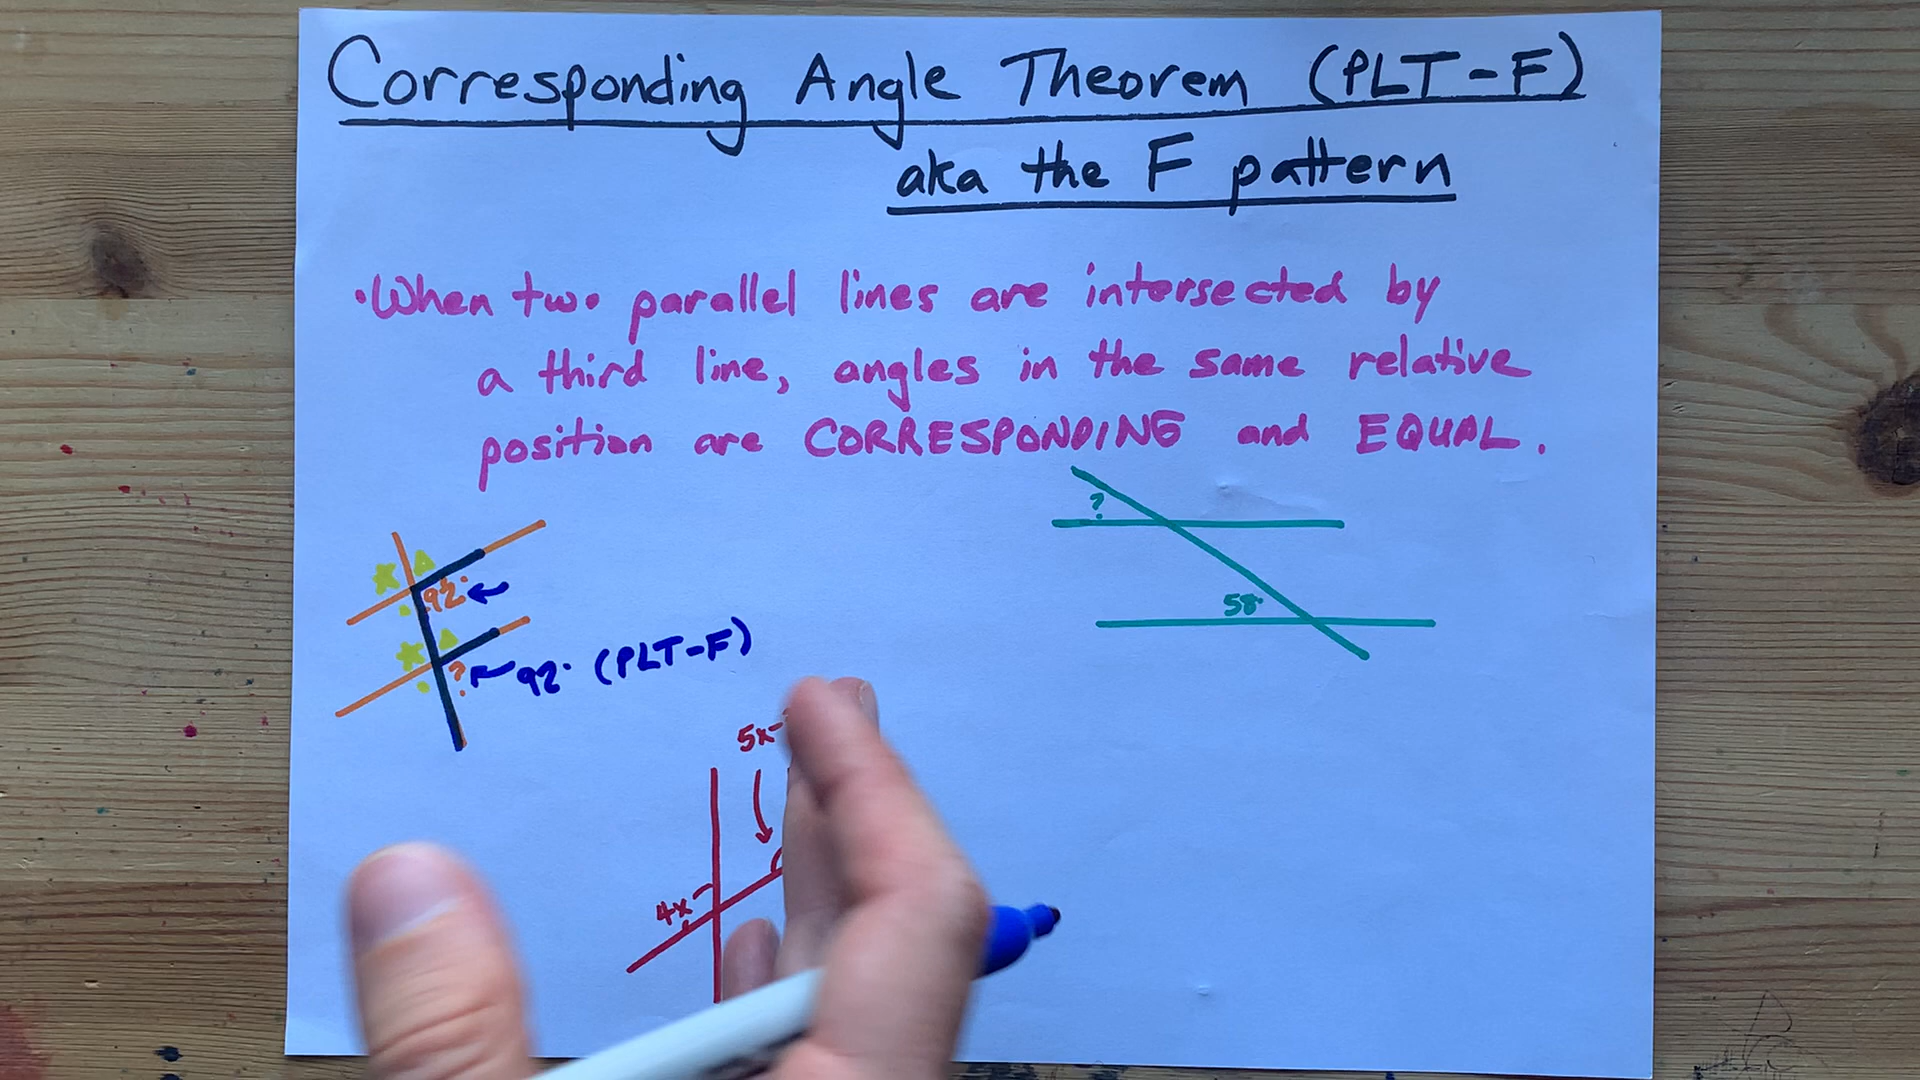 Corresponding Angle Theorem (PLT-F)
aka the F pattern
• When two parallel lines are intersected by
a third line, angles in the same relative
position are CORRESPONDING and EQUAL.
?
92°
58°
? 92° (PLT-F)
5x-
4x